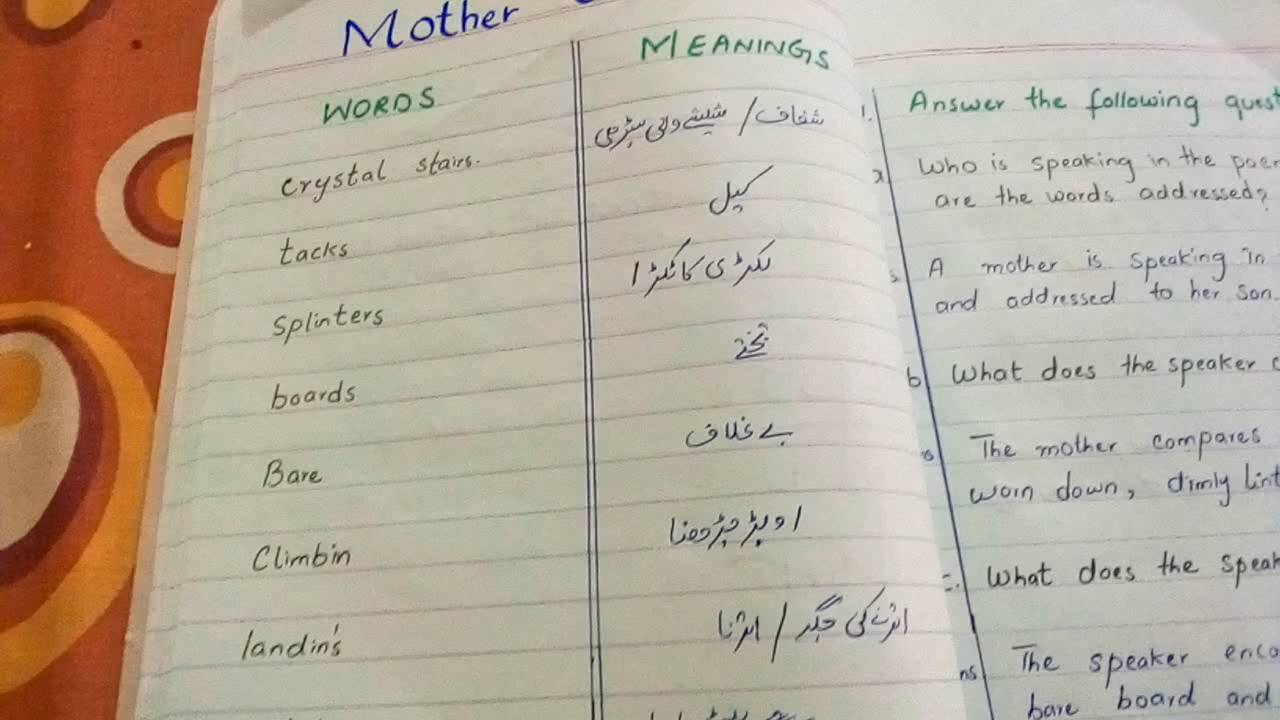 Mother
WORDS
MEANINGS
crystal stairs.
شفاف / شیشے والی سیڑھی
tacks
کیل
splinters
لکڑی کا ٹکڑا
boards
تختے
Bare
بے غلاف
Climbin
اوپر چڑھنا
landin's
اترنے کی جگہ / اترنا
1. Answer the following quest
Who is speaking in the poem
are the words addressed?
A mother is speaking in
and addressed to her son.
b What does the speaker c
The mother compares
worn down, dimly lint
What does the speak
ns The speaker enco
bare board and